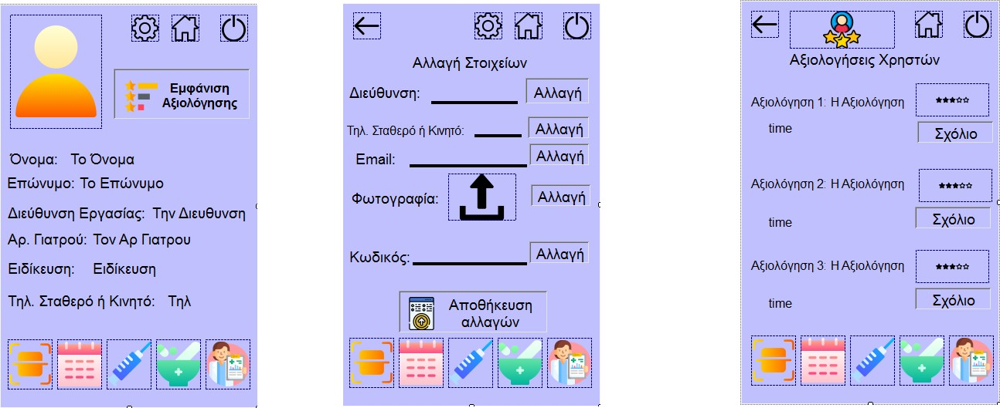 Εμφάνιση
Αξιολόγησης
Όνομα: Το Όνομα
Επώνυμο: Το Επώνυμο
Διεύθυνση Εργασίας: Την Διευθυνση
Αρ. Γιατρού: Τον Αρ Γιατρου
Ειδίκευση: Ειδίκευση
Τηλ. Σταθερό ή Κινητό: Τηλ
Αλλαγή Στοιχείων
Διεύθυνση: Αλλαγή
Τηλ. Σταθερό ή Κινητό: Αλλαγή
Email: Αλλαγή
Φωτογραφία: Αλλαγή
Κωδικός: Αλλαγή
Αποθήκευση
αλλαγών
Αξιολογήσεις Χρηστών
Αξιολόγηση 1: Η Αξιολόγηση
time Σχόλιο
Αξιολόγηση 2: Η Αξιολόγηση
time Σχόλιο
Αξιολόγηση 3: Η Αξιολόγηση
time Σχόλιο